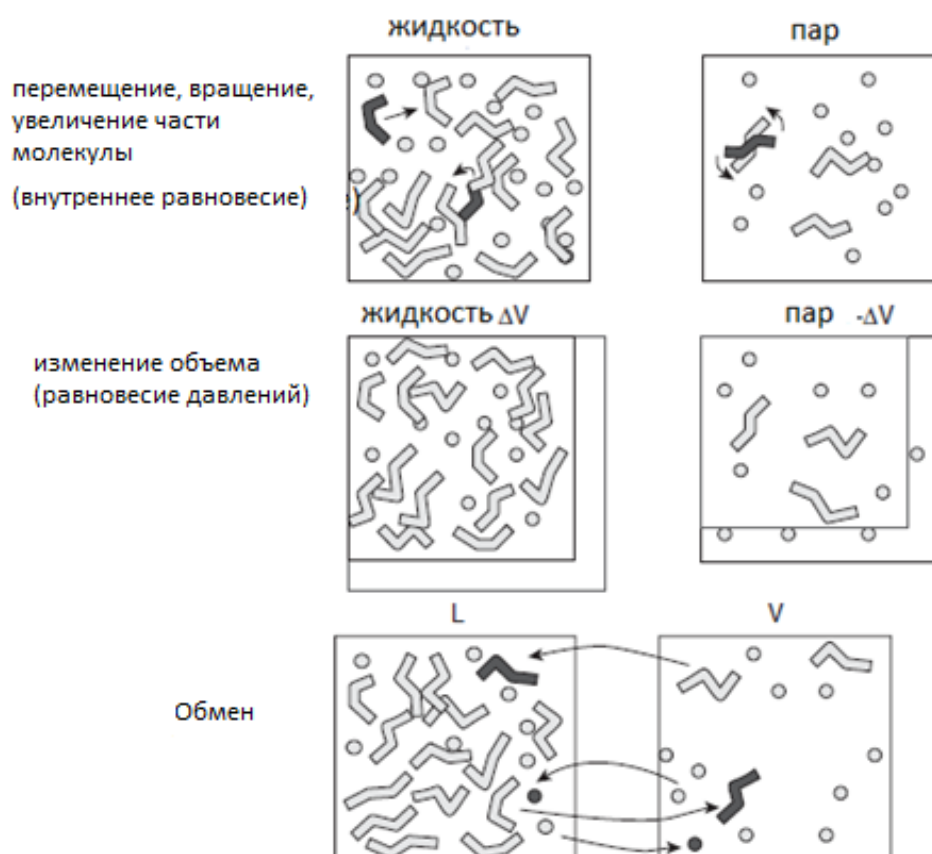 жидкость
пар
перемещение, вращение,
увеличение части
молекулы
(внутреннее равновесие)
жидкость ΔV
пар -ΔV
изменение объема
(равновесие давлений)
L
V
Обмен